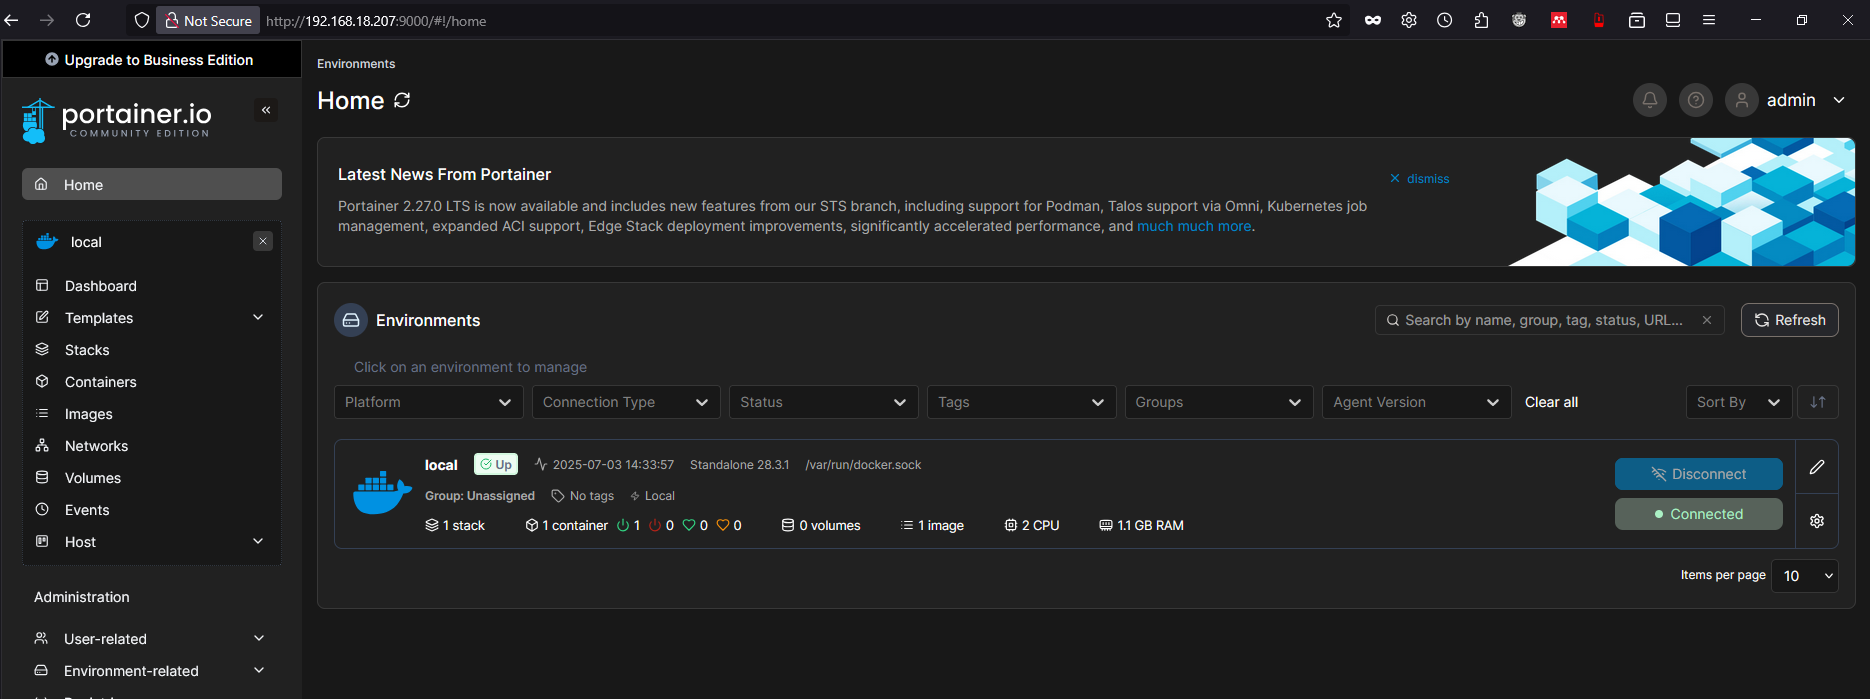 Not Secure
http://192.168.18.207:9000/#!/home
Upgrade to Business Edition
portainer.io
COMMUNITY EDITION
Home
local
Dashboard
Templates
Stacks
Containers
Images
Networks
Volumes
Events
Host
Administration
User-related
Environment-related
Environments
Home
admin
Latest News From Portainer
dismiss
Portainer 2.27.0 LTS is now available and includes new features from our STS branch, including support for Podman, Talos support via Omni, Kubernetes job
management, expanded ACI support, Edge Stack deployment improvements, significantly accelerated performance, and much much more.
Environments
Search by name, group, tag, status, URL...
Refresh
Click on an environment to manage
Platform
Connection Type
Status
Tags
Groups
Agent Version
Clear all
Sort By
local Up 2025-07-03 14:33:57 Standalone 28.3.1 /var/run/docker.sock
Group: Unassigned No tags Local
1 stack 1 container 1 0 0 0 0 volumes 1 image 2 CPU 1.1 GB RAM
Disconnect
Connected
Items per page 10